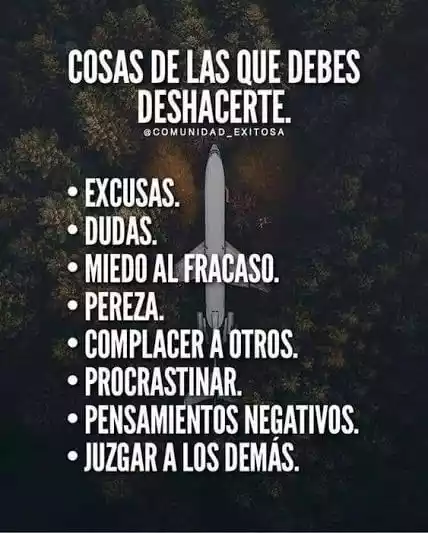 COSAS DE LAS QUE DEBES
DESHACERTE.
@COMUNIDAD_EXITOSA
• EXCUSAS.
• DUDAS.
• MIEDO AL FRACASO.
• PEREZA.
• COMPLACER A OTROS.
• PROCRASTINAR.
• PENSAMIENTOS NEGATIVOS.
• JUZGAR A LOS DEMÁS.